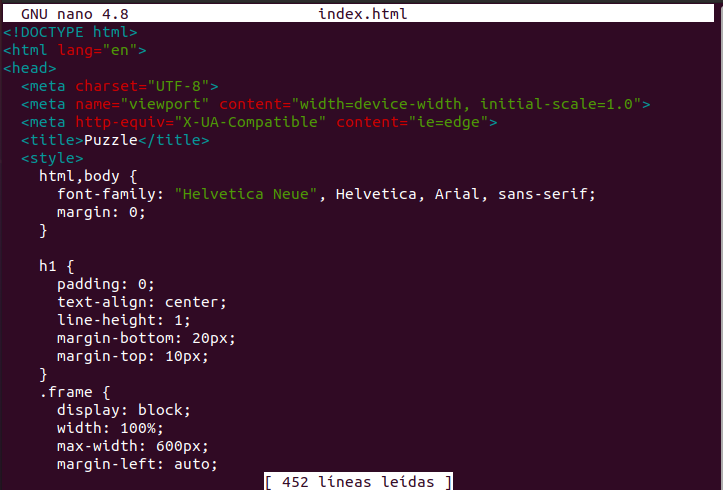 GNU nano 4.8 index.html
<!DOCTYPE html>
<html lang="en">
<head>
  <meta charset="UTF-8">
  <meta name="viewport" content="width=device-width, initial-scale=1.0">
  <meta http-equiv="X-UA-Compatible" content="ie=edge">
  <title>Puzzle</title>
  <style>
    html,body {
      font-family: "Helvetica Neue", Helvetica, Arial, sans-serif;
      margin: 0;
    }

    h1 {
      padding: 0;
      text-align: center;
      line-height: 1;
      margin-bottom: 20px;
      margin-top: 10px;
    }
    .frame {
      display: block;
      width: 100%;
      max-width: 600px;
      margin-left: auto;
[ 452 líneas leídas ]